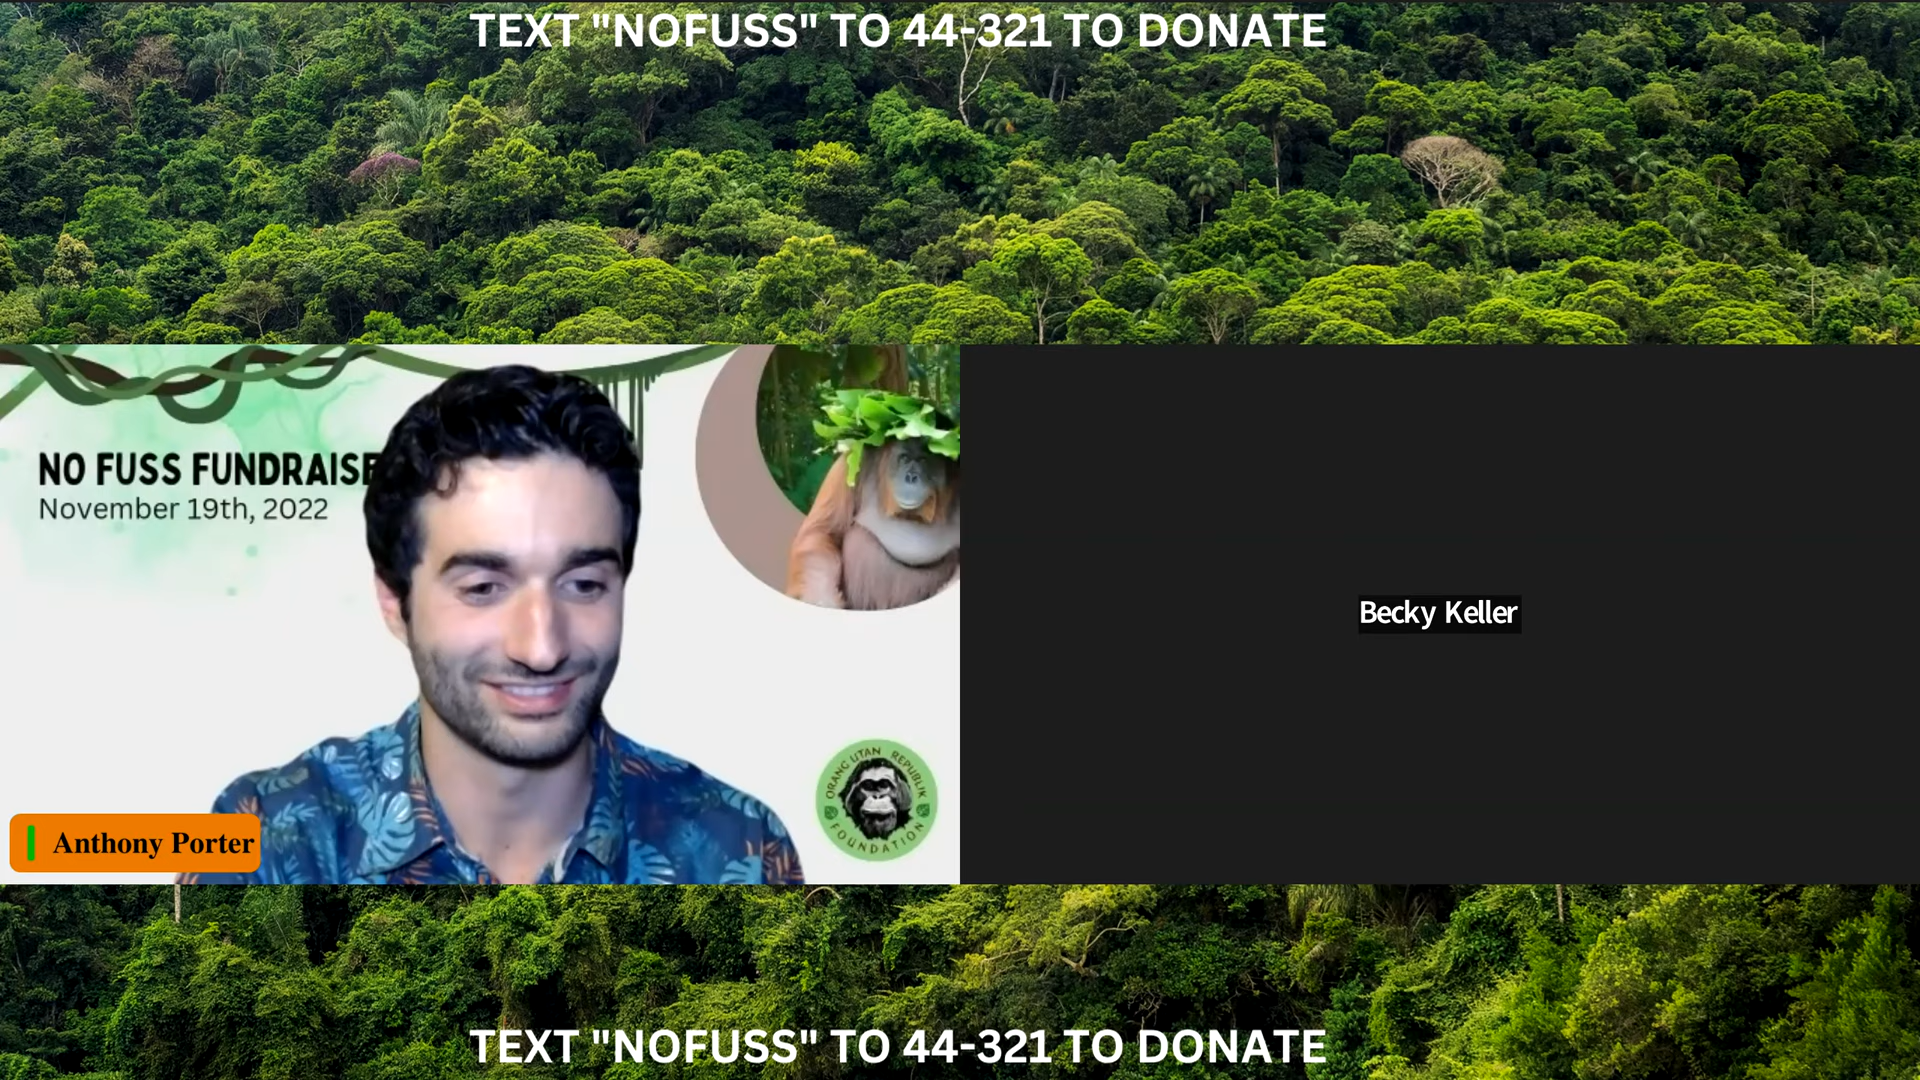 TEXT "NOFUSS" TO 44-321 TO DONATE
NO FUSS FUNDRAISE
November 19th, 2022
Becky Keller
ORANG UTAN REPUBLIK
FOUNDATION
Anthony Porter
TEXT "NOFUSS" TO 44-321 TO DONATE